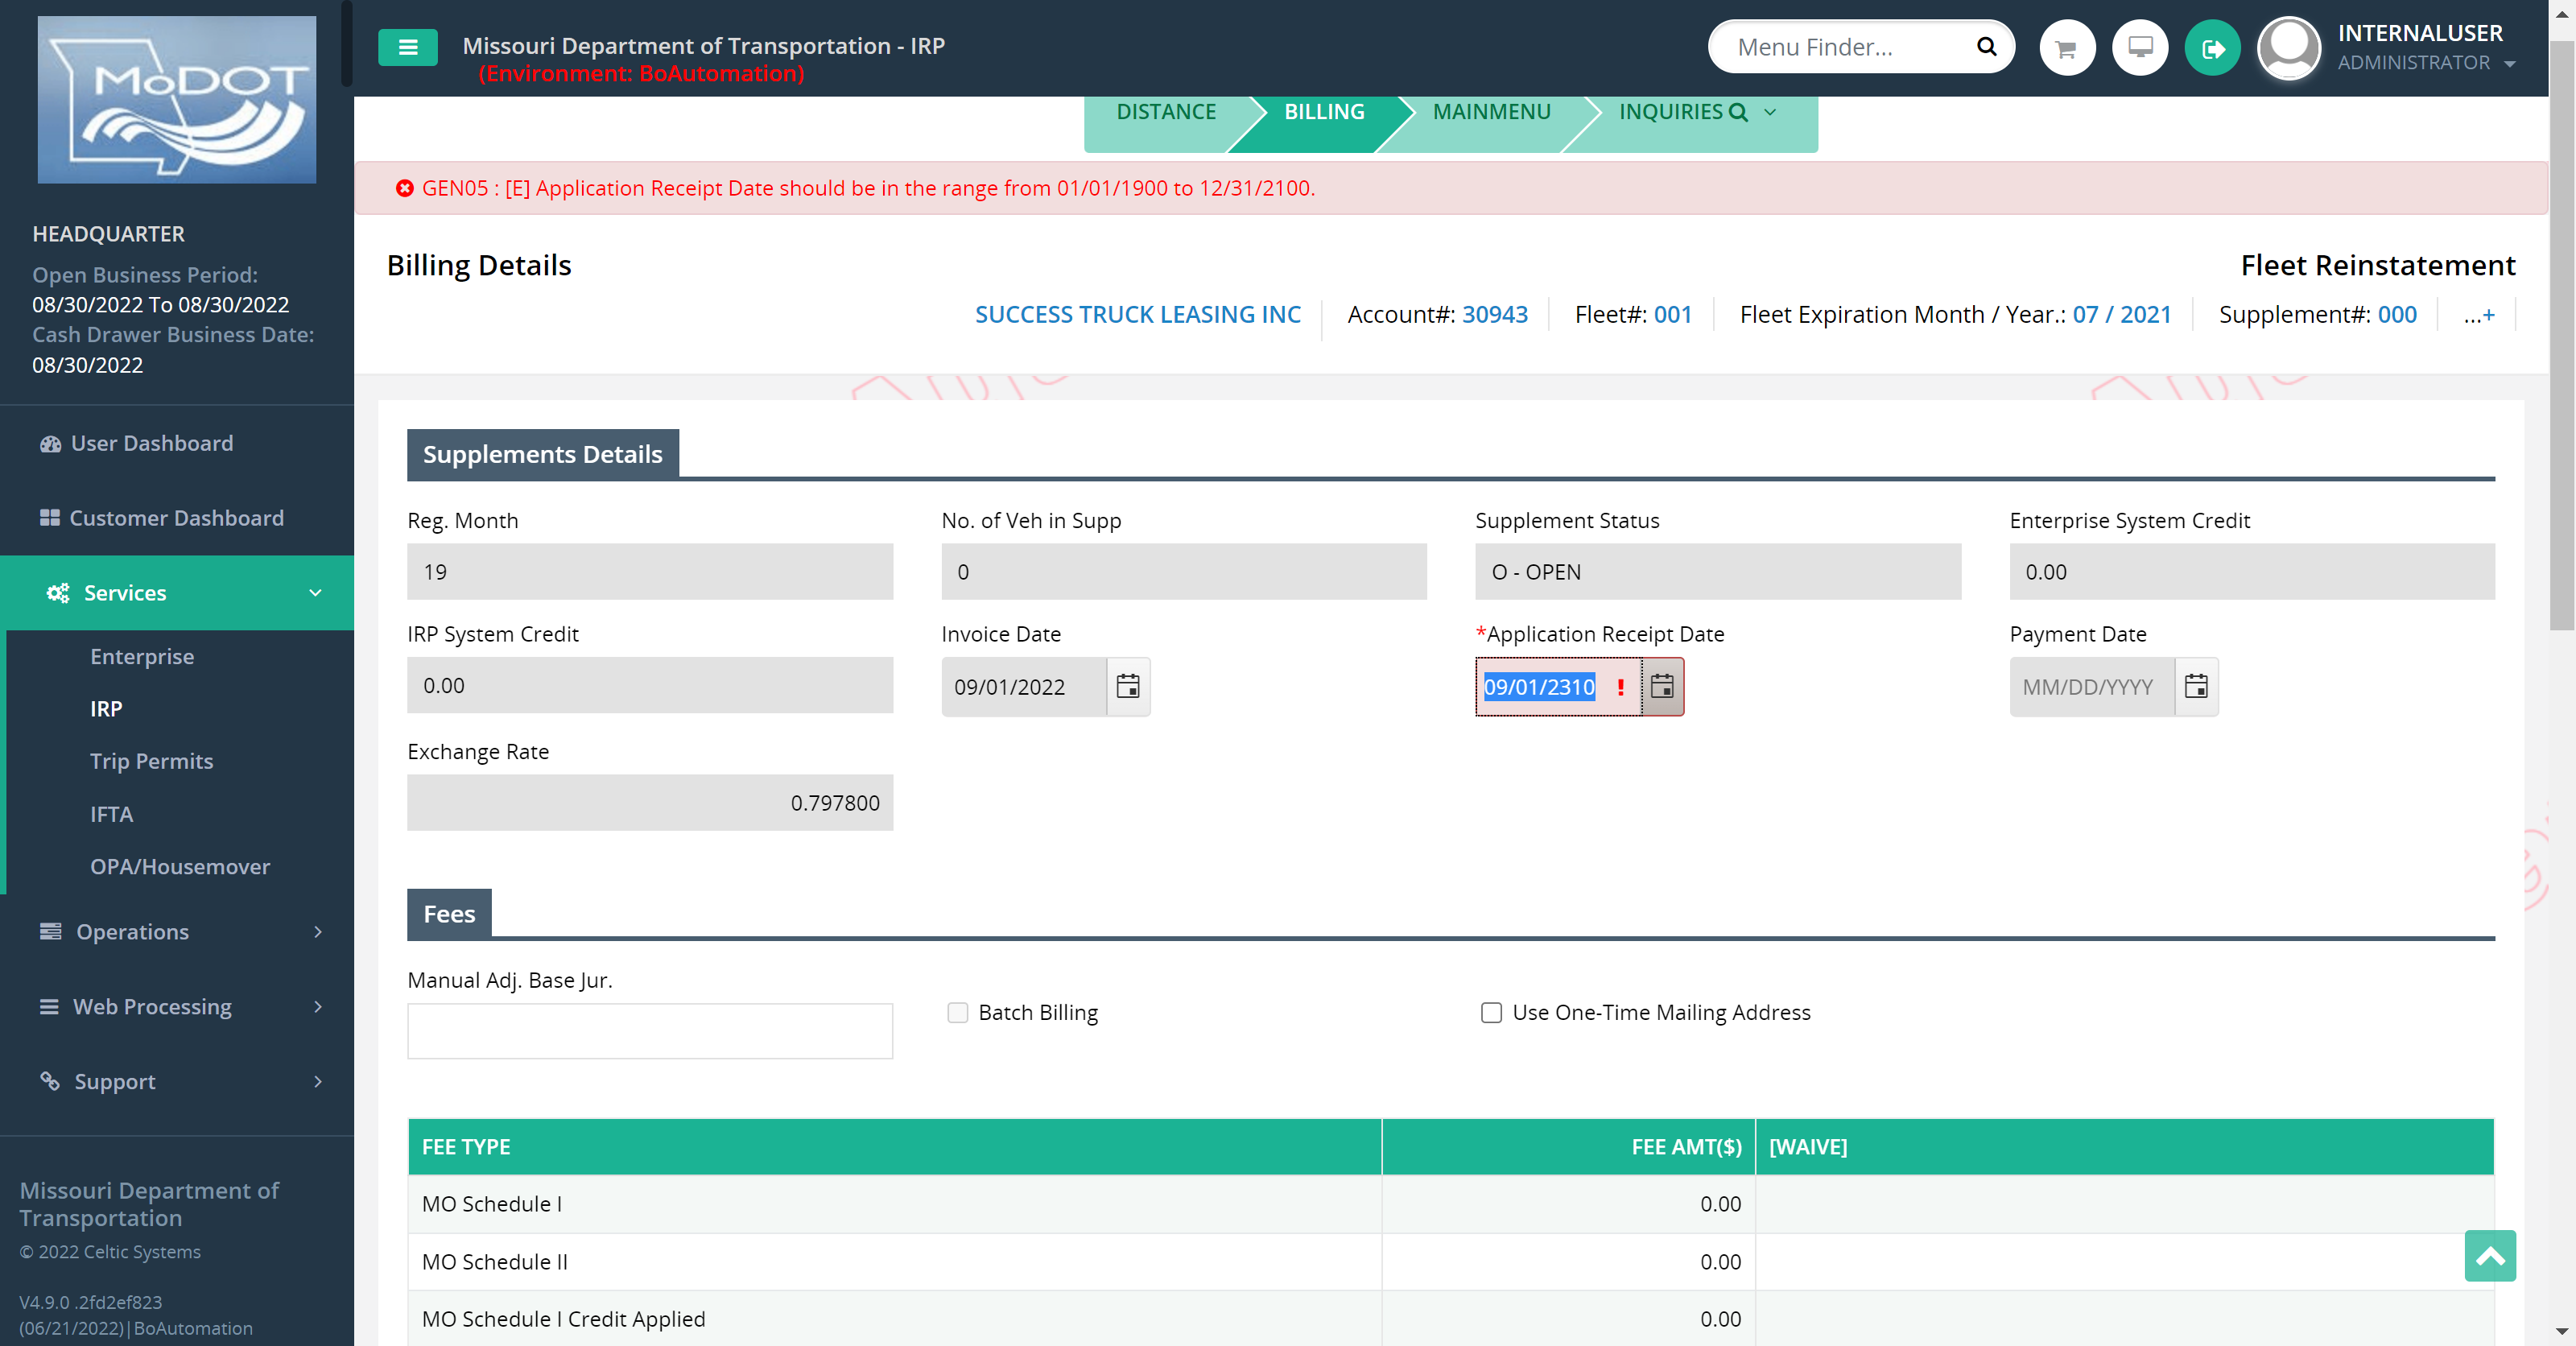 MoDOT
Missouri Department of Transportation - IRP
(Environment: BoAutomation)
Menu Finder...
INTERNALUSER
ADMINISTRATOR
DISTANCE
BILLING
MAINMENU
INQUIRIES
GEN05 : [E] Application Receipt Date should be in the range from 01/01/1900 to 12/31/2100.
HEADQUARTER
Open Business Period:
08/30/2022 To 08/30/2022
Cash Drawer Business Date:
08/30/2022
User Dashboard
Customer Dashboard
Services
Enterprise
IRP
Trip Permits
IFTA
OPA/Housemover
Operations
Web Processing
Support
Missouri Department of
Transportation
© 2022 Celtic Systems
V4.9.0 .2fd2ef823
(06/21/2022)|BoAutomation
Billing Details
Fleet Reinstatement
SUCCESS TRUCK LEASING INC
Account#: 30943
Fleet#: 001
Fleet Expiration Month / Year.: 07 / 2021
Supplement#: 000
...+
Supplements Details
Reg. Month
No. of Veh in Supp
Supplement Status
Enterprise System Credit
19
0
O - OPEN
0.00
IRP System Credit
Invoice Date
*Application Receipt Date
Payment Date
0.00
09/01/2022
09/01/2310 !
MM/DD/YYYY
Exchange Rate
0.797800
Fees
Manual Adj. Base Jur.
Batch Billing
Use One-Time Mailing Address
FEE TYPE FEE AMT($) [WAIVE]
MO Schedule I 0.00
MO Schedule II 0.00
MO Schedule I Credit Applied 0.00